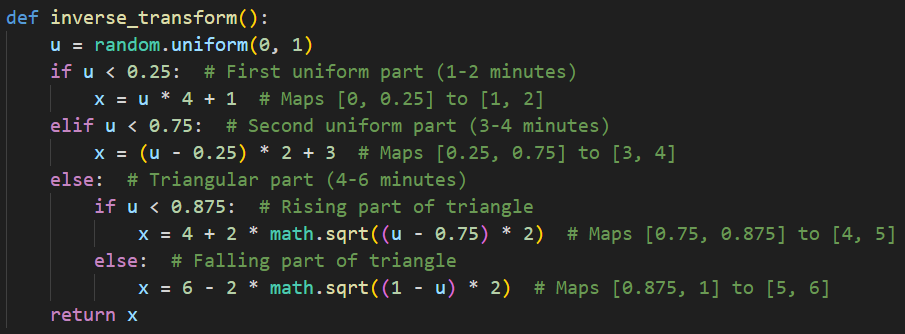 def inverse_transform():
    u = random.uniform(0, 1)
    if u < 0.25:  # First uniform part (1-2 minutes)
        x = u * 4 + 1  # Maps [0, 0.25] to [1, 2]
    elif u < 0.75:  # Second uniform part (3-4 minutes)
        x = (u - 0.25) * 2 + 3  # Maps [0.25, 0.75] to [3, 4]
    else:  # Triangular part (4-6 minutes)
        if u < 0.875:  # Rising part of triangle
            x = 4 + 2 * math.sqrt((u - 0.75) * 2)  # Maps [0.75, 0.875] to [4, 5]
        else:  # Falling part of triangle
            x = 6 - 2 * math.sqrt((1 - u) * 2)  # Maps [0.875, 1] to [5, 6]
    return x